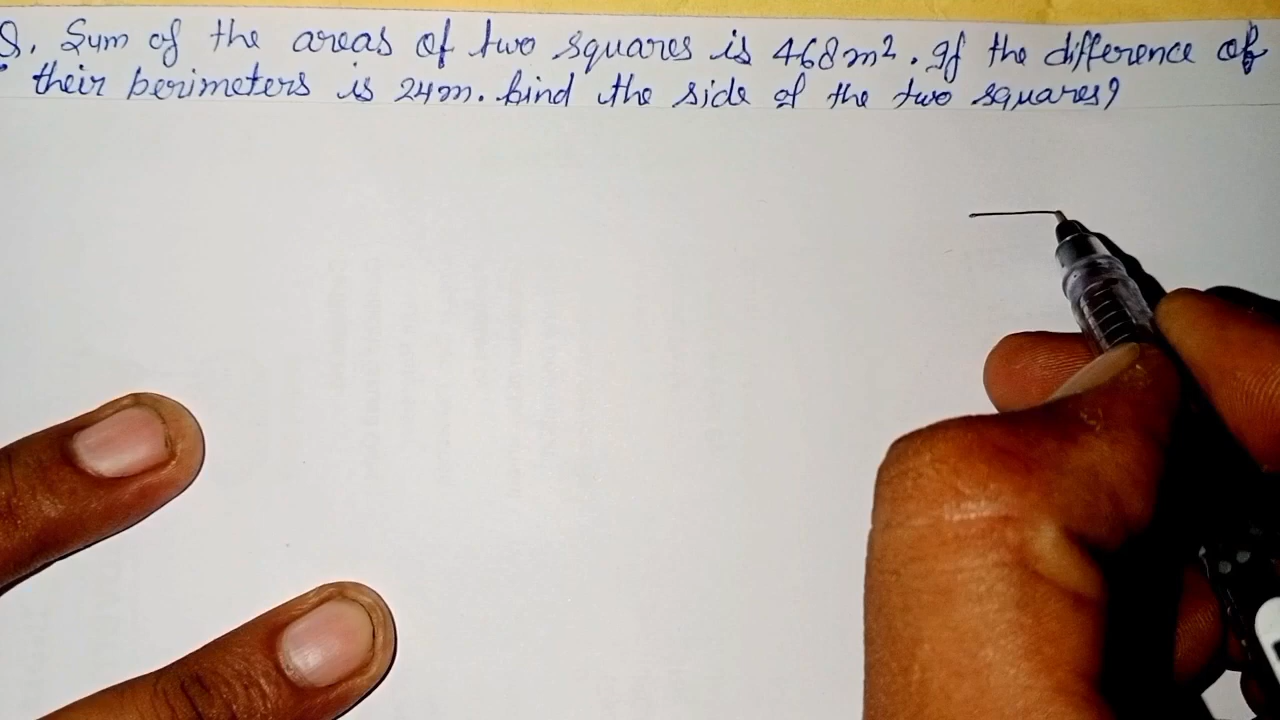 Q. Sum of the areas of two squares is 468m². If the difference of
their perimeters is 24m. find the side of the two squares?